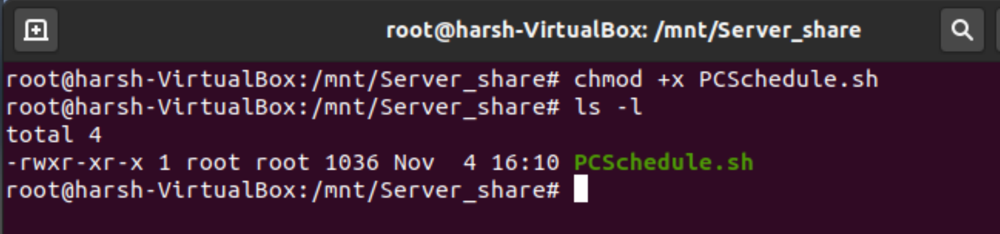 root@harsh-VirtualBox: /mnt/Server_share
root@harsh-VirtualBox:/mnt/Server_share# chmod +x PCSchedule.sh
root@harsh-VirtualBox:/mnt/Server_share# ls -l
total 4
-rwxr-xr-x 1 root root 1036 Nov  4 16:10 PCSchedule.sh
root@harsh-VirtualBox:/mnt/Server_share#